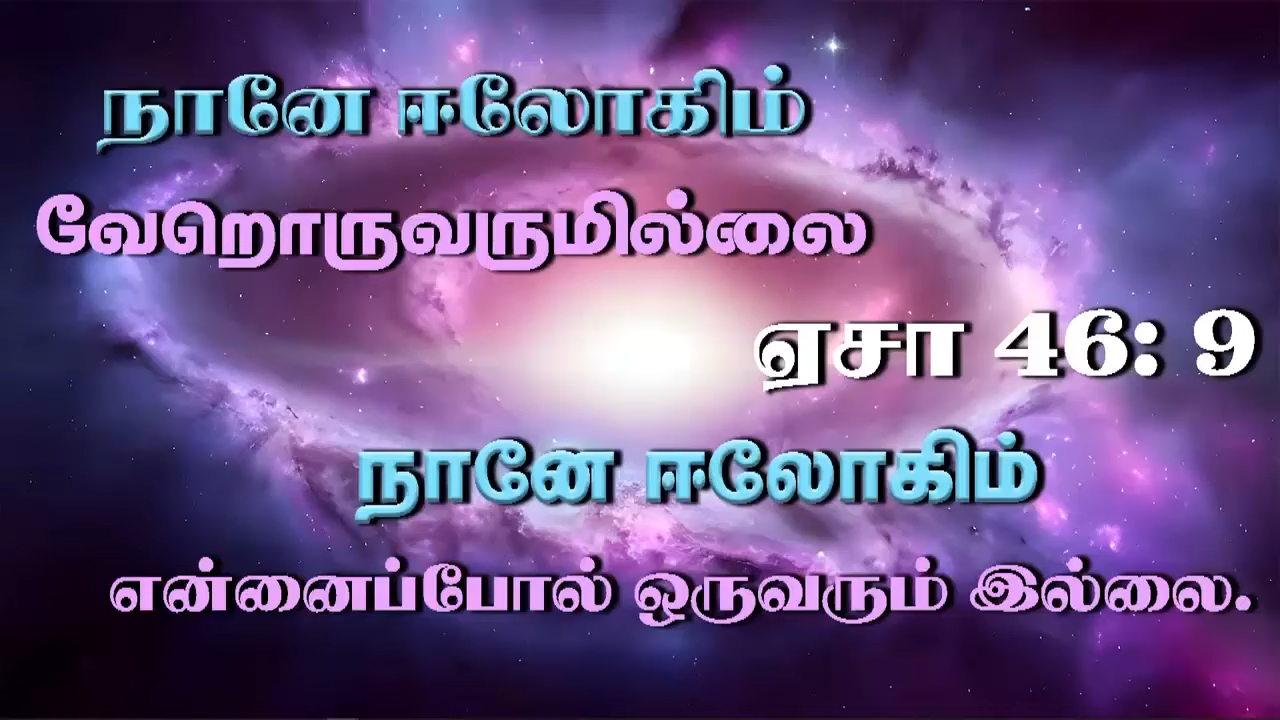 நானே ஈலோகிம்
வேறொருவருமில்லை
ஏசா 46: 9
நானே ஈலோகிம்
என்னைப்போல் ஒருவரும் இல்லை.